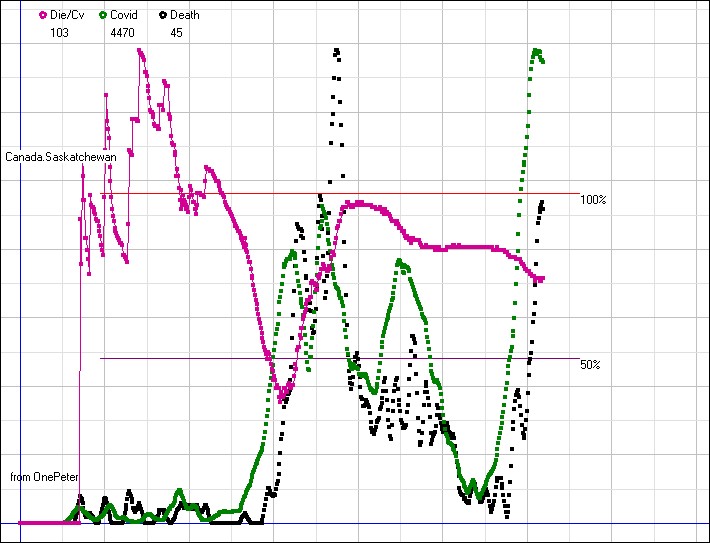 Die/Cv Covid Death
103 4470 45
Canada.Saskatchewan
100%
50%
from OnePeter